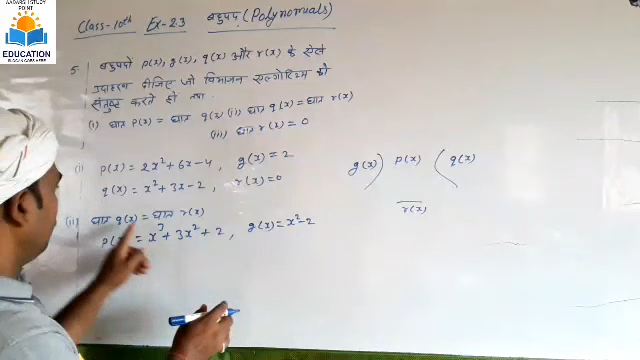 Class-10th Ex-2.3 बहुपद (Polynomials)
5. बहुपदों p(x), g(x), q(x) और r(x) के ऐसे
उदाहरण दीजिए जो विभाजन एल्गोरिथ्म को
संतुष्ट करते हों तथा
(i) घात p(x) = घात q(x) (ii) घात q(x) = घात r(x)
(iii) घात r(x) = 0
(i) p(x) = 2x²+6x-4, g(x) = 2
q(x) = x²+3x-2, r(x)=0
g(x) ) p(x) ( q(x)
r(x)
(ii) घात q(x) = घात r(x)
p(x) = x³+3x²+2, g(x) = x²-2
EDUCATION